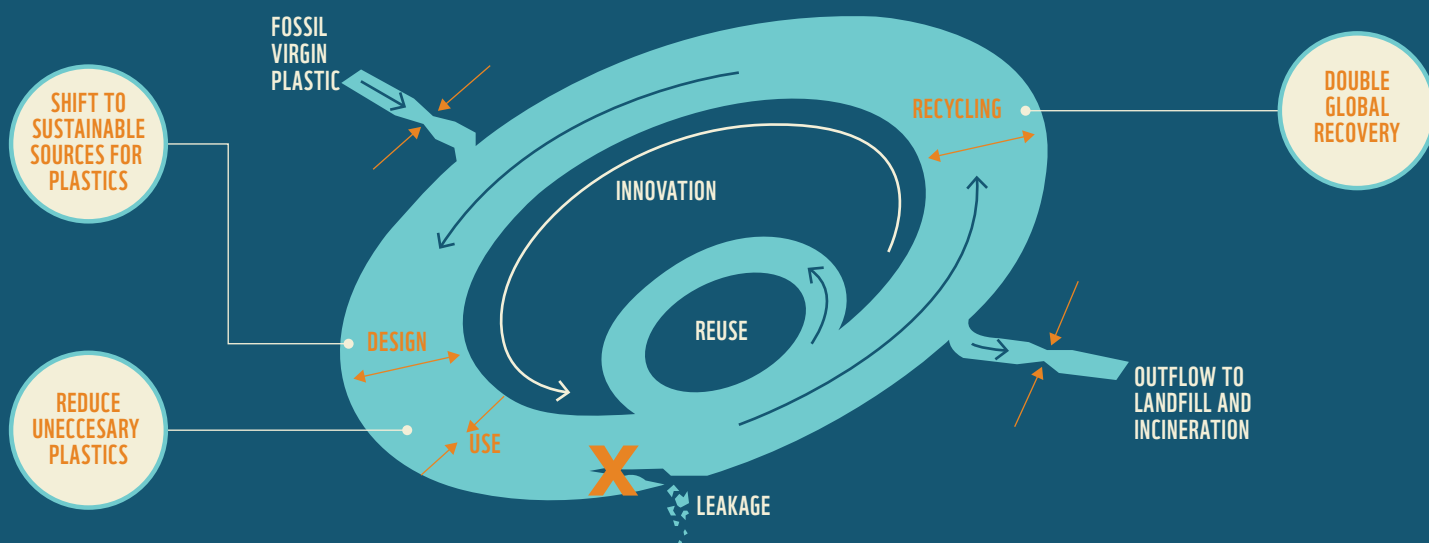 FOSSIL
VIRGIN
PLASTIC
SHIFT TO
SUSTAINABLE
SOURCES FOR
PLASTICS
RECYCLING
DOUBLE
GLOBAL
RECOVERY
INNOVATION
REUSE
DESIGN
OUTFLOW TO
LANDFILL AND
INCINERATION
REDUCE
UNECCESARY
PLASTICS
USE
X
LEAKAGE